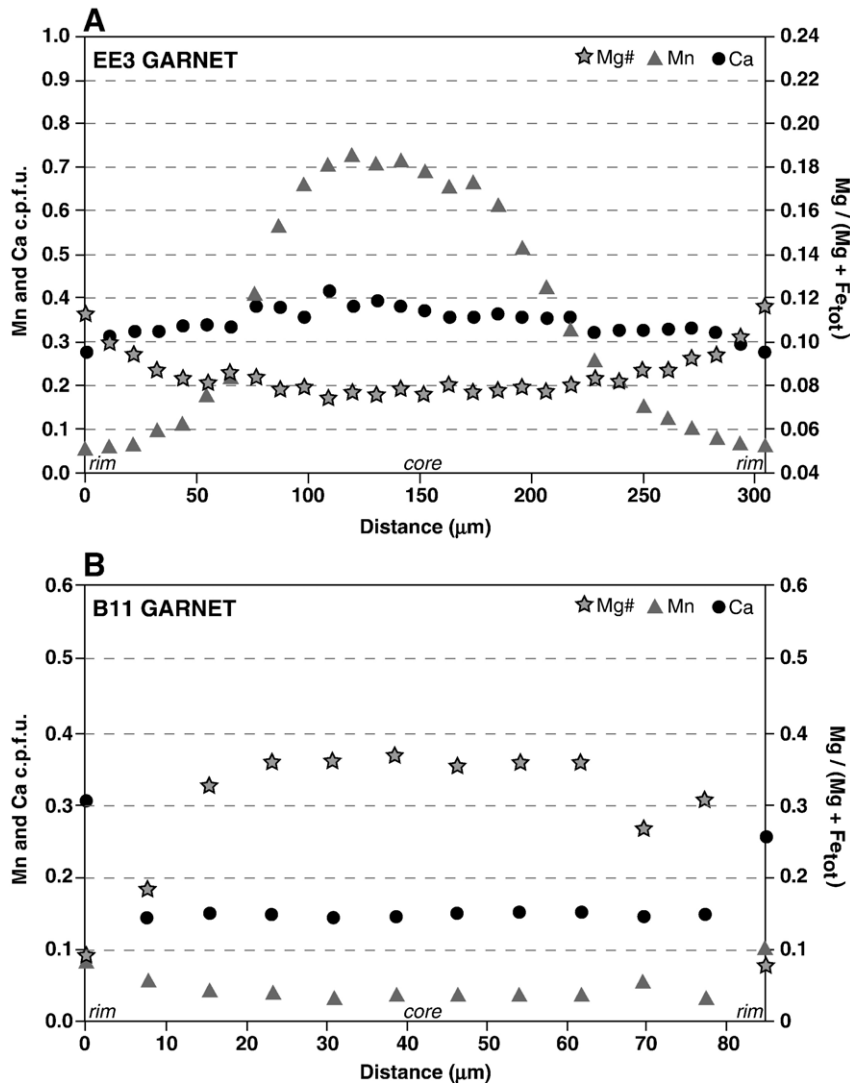 A
EE3 GARNET
Mg# Mn Ca
1.0
0.9
0.8
0.7
0.6
0.5
0.4
0.3
0.2
0.1
0.0
Mn and Ca c.p.f.u.
0.24
0.22
0.20
0.18
0.16
0.14
0.12
0.10
0.08
0.06
0.04
Mg / (Mg + Fetot)
rim core rim
0 50 100 150 200 250 300
Distance (μm)
B
B11 GARNET
Mg# Mn Ca
0.6
0.5
0.4
0.3
0.2
0.1
0.0
Mn and Ca c.p.f.u.
0.6
0.5
0.4
0.3
0.2
0.1
0
Mg / (Mg + Fetot)
rim core rim
0 10 20 30 40 50 60 70 80
Distance (μm)